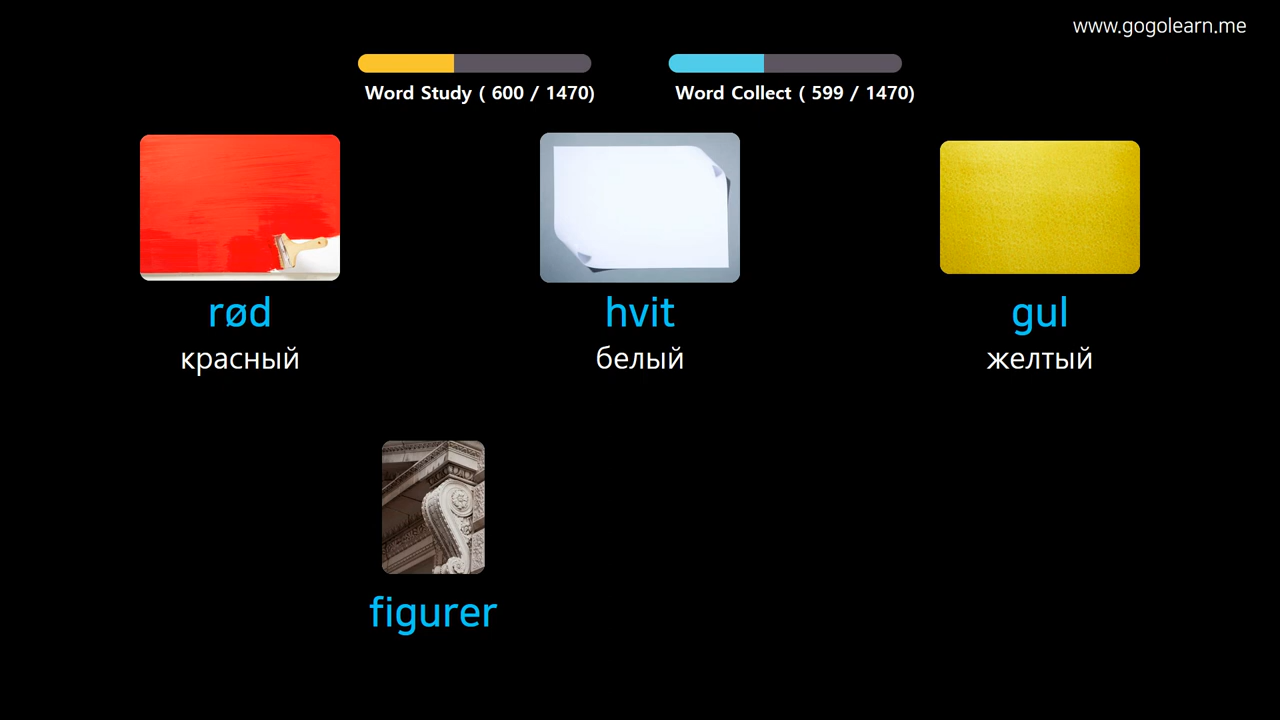 www.gogolearn.me
Word Study ( 600 / 1470)
Word Collect ( 599 / 1470)
rød
hvit
gul
красный
белый
желтый
figurer